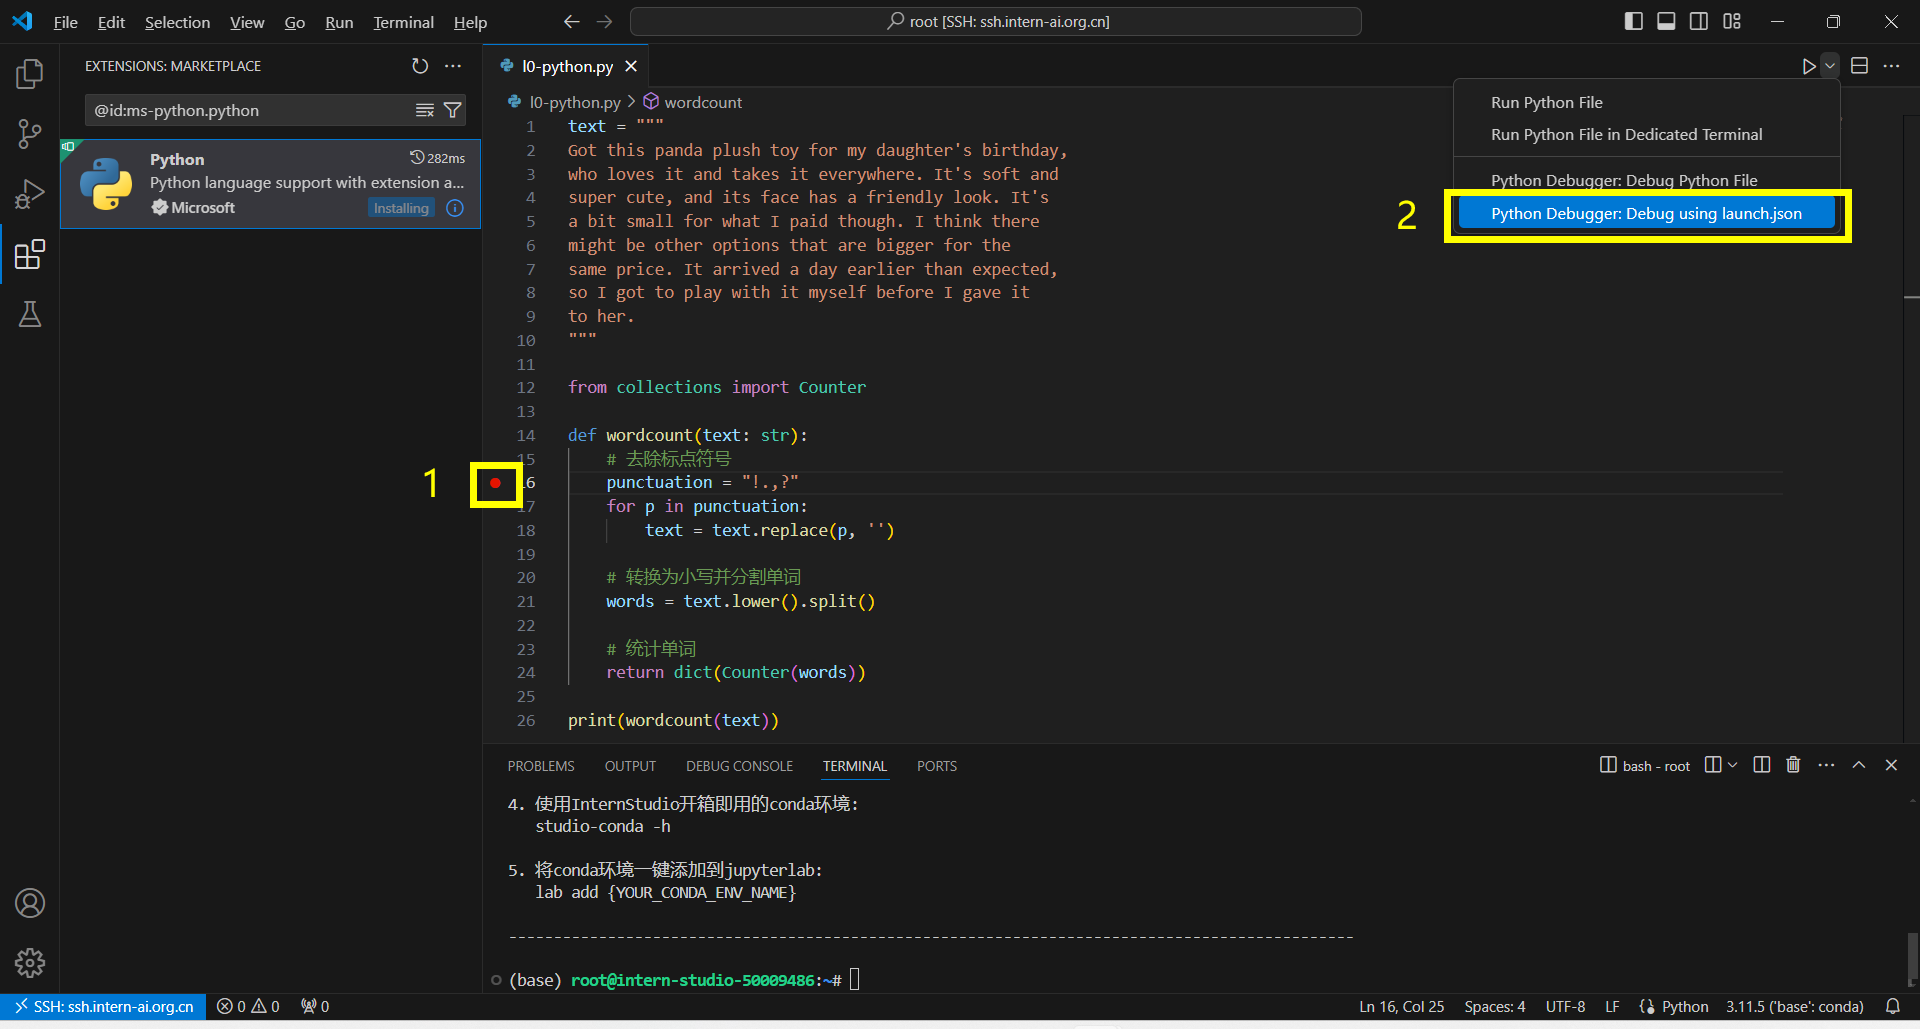 File Edit Selection View Go Run Terminal Help
root [SSH: ssh.intern-ai.org.cn]
EXTENSIONS: MARKETPLACE
@id:ms-python.python
Python 282ms
Python language support with extension a...
Microsoft Installing
l0-python.py
l0-python.py > wordcount
1 text = """
2 Got this panda plush toy for my daughter's birthday,
3 who loves it and takes it everywhere. It's soft and
4 super cute, and its face has a friendly look. It's
5 a bit small for what I paid though. I think there
6 might be other options that are bigger for the
7 same price. It arrived a day earlier than expected,
8 so I got to play with it myself before I gave it
9 to her.
10 """
11
12 from collections import Counter
13
14 def wordcount(text: str):
15     # 去除标点符号
16     punctuation = "!.,?"
17     for p in punctuation:
18         text = text.replace(p, '')
19
20     # 转换为小写并分割单词
21     words = text.lower().split()
22
23     # 统计单词
24     return dict(Counter(words))
25
26 print(wordcount(text))
1
Run Python File
Run Python File in Dedicated Terminal
Python Debugger: Debug Python File
2
Python Debugger: Debug using launch.json
PROBLEMS OUTPUT DEBUG CONSOLE TERMINAL PORTS
bash - root
4. 使用InternStudio开箱即用的conda环境:
studio-conda -h
5. 将conda环境一键添加到jupyterlab:
lab add {YOUR_CONDA_ENV_NAME}
----------------------------------------------------------------------------------------
(base) root@intern-studio-50009486:~#
SSH: ssh.intern-ai.org.cn 0 0 0
Ln 16, Col 25 Spaces: 4 UTF-8 LF Python 3.11.5 ('base': conda)